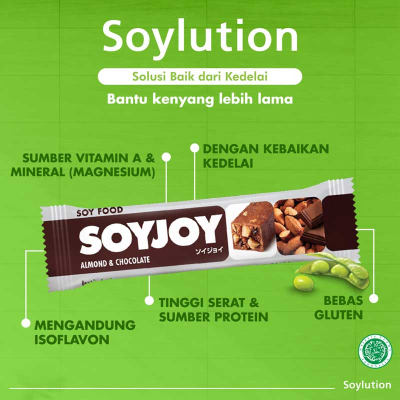 Soylution
Solusi Baik dari Kedelai
Bantu kenyang lebih lama
SUMBER VITAMIN A &
MINERAL (MAGNESIUM)
DENGAN KEBAIKAN
KEDELAI
SOY FOOD
SOYJOY
ソイジョイ
ALMOND & CHOCOLATE
MENGANDUNG
ISOFLAVON
TINGGI SERAT &
SUMBER PROTEIN
BEBAS
GLUTEN
Soylution